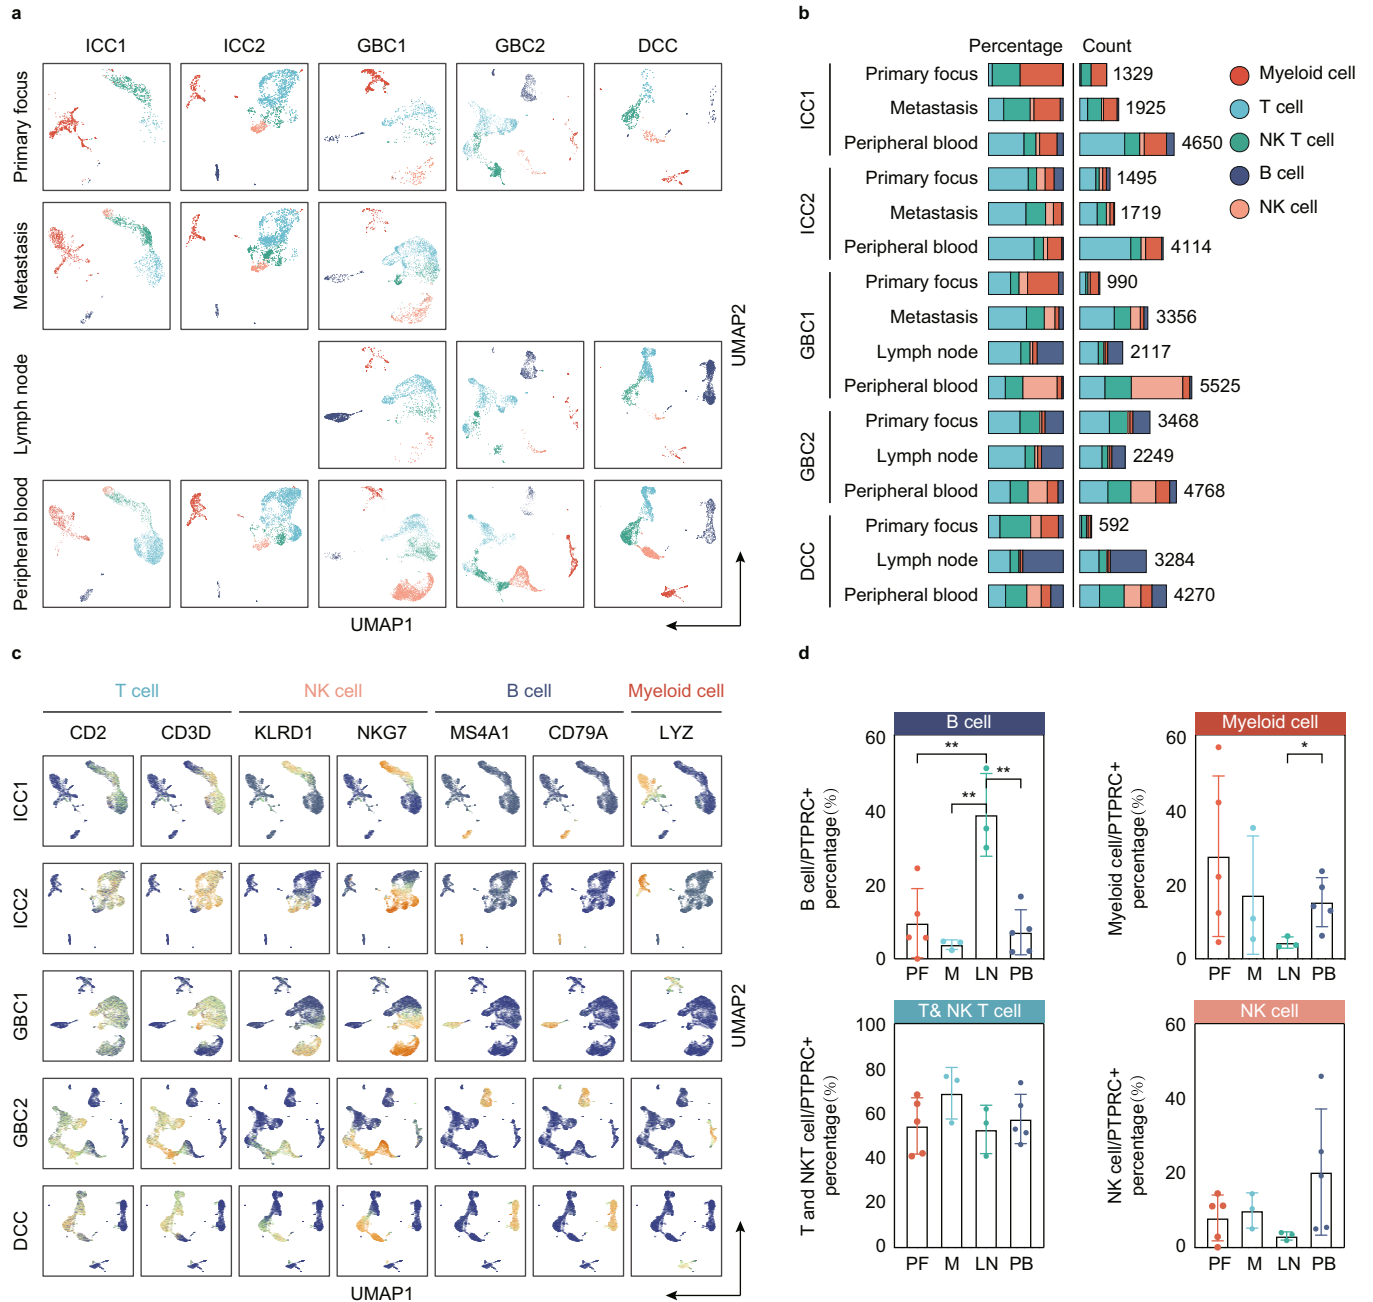 a
ICC1 ICC2 GBC1 GBC2 DCC
Primary focus
Metastasis
Lymph node
Peripheral blood
UMAP1
UMAP2
b
Percentage Count
ICC1
Primary focus 1329
Metastasis 1925
Peripheral blood 4650
ICC2
Primary focus 1495
Metastasis 1719
Peripheral blood 4114
GBC1
Primary focus 990
Metastasis 3356
Lymph node 2117
Peripheral blood 5525
GBC2
Primary focus 3468
Lymph node 2249
Peripheral blood 4768
DCC
Primary focus 592
Lymph node 3284
Peripheral blood 4270
Myeloid cell
T cell
NK T cell
B cell
NK cell
c
T cell NK cell B cell Myeloid cell
CD2 CD3D KLRD1 NKG7 MS4A1 CD79A LYZ
ICC1
ICC2
GBC1
GBC2
DCC
UMAP1
UMAP2
d
B cell
B cell/PTPRC+
percentage(%)
60
40
20
0
**
**
**
PF M LN PB
Myeloid cell
Myeloid cell/PTPRC+
percentage(%)
60
40
20
0
*
PF M LN PB
T& NK T cell
T and NKT cell/PTPRC+
percentage(%)
100
80
60
40
20
0
PF M LN PB
NK cell
NK cell/PTPRC+
percentage(%)
60
40
20
0
PF M LN PB